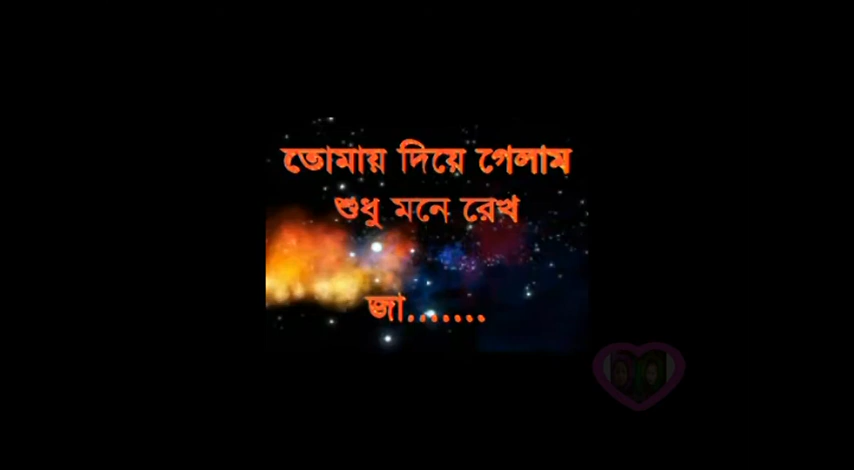 তোমায় দিয়ে গেলাম
শুধু মনে রেখ
জা.......